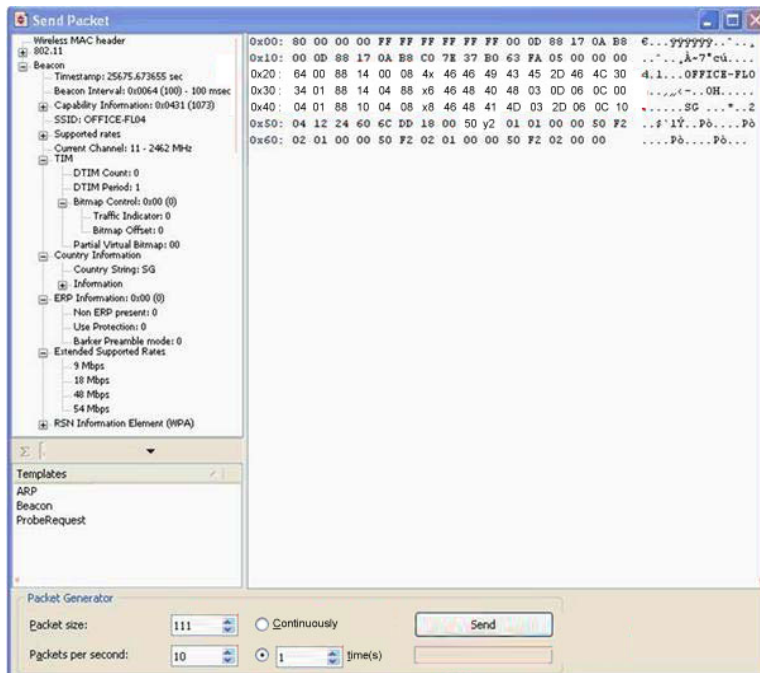 Send Packet
Wireless MAC header
802.11
Beacon
Timestamp: 25675.673655 sec
Beacon Interval: 0x0064 (100) - 100 msec
Capability Information: 0x0431 (1073)
SSID: OFFICE-FL04
Supported rates
Current Channel: 11 - 2462 MHz
TIM
DTIM Count: 0
DTIM Period: 1
Bitmap Control: 0x00 (0)
Traffic Indicator: 0
Bitmap Offset: 0
Partial Virtual Bitmap: 00
Country Information
Country String: SG
Information
ERP Information: 0x00 (0)
Non ERP present: 0
Use Protection: 0
Barker Preamble mode: 0
Extended Supported Rates
9 Mbps
18 Mbps
48 Mbps
54 Mbps
RSN Information Element (WPA)
0x00: 80 00 00 00 FF FF FF FF FF FF 00 0D 88 17 0A B8 €...ÿÿÿÿÿÿ..ˆ..¸
0x10: 00 0D 88 17 0A B8 C0 7E 37 B0 63 FA 05 00 00 00 ..ˆ..¸À~7°cú....
0x20: 64 00 88 14 00 08 4x 46 46 49 43 45 2D 46 4C 30 d.1...OFFICE-FLO
0x30: 34 01 88 14 04 88 x6 46 48 40 48 03 0D 06 0C 00
0x40: 04 01 88 10 04 08 x8 46 48 41 4D 03 2D 06 0C 10 .....SG ...*..2
0x50: 04 12 24 60 6C DD 18 00 50 y2 01 01 00 00 50 F2 ..$`lÝ..Pò....Pò
0x60: 02 01 00 00 50 F2 02 01 00 00 50 F2 02 00 00 ....Pò....Pò...
Σ
Templates
ARP
Beacon
ProbeRequest
Packet Generator
Packet size: 111 Continuously Send
Packets per second: 10 1 time(s)